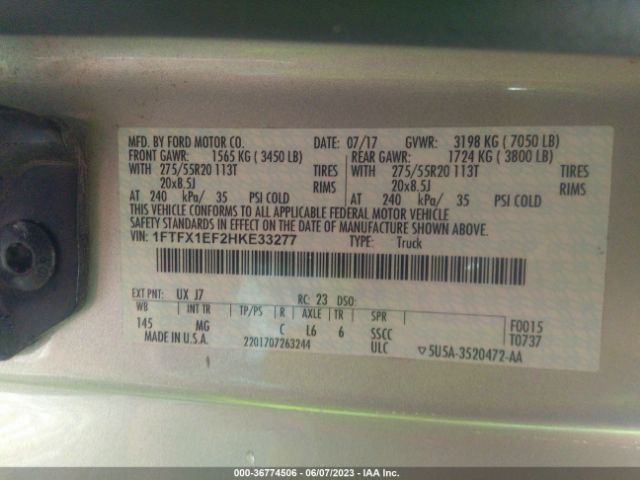 MFD. BY FORD MOTOR CO. DATE: 07/17 GVWR: 3198 KG ( 7050 LB)
FRONT GAWR: 1565 KG ( 3450 LB) REAR GAWR: 1724 KG ( 3800 LB)
WITH 275/55R20 113T TIRES WITH 275/55R20 113T TIRES
20x8.5J RIMS 20x8.5J RIMS
AT 240 kPa/ 35 PSI COLD AT 240 kPa/ 35 PSI COLD
THIS VEHICLE CONFORMS TO ALL APPLICABLE FEDERAL MOTOR VEHICLE
SAFETY STANDARDS IN EFFECT ON THE DATE OF MANUFACTURE SHOWN ABOVE.
VIN: 1FTFX1EF2HKE33277 TYPE: Truck
EXT PNT: UX J7 RC: 23 DSO:
WB TP/PS R AXLE TR SPR F0015
145 MG C L6 6 SSCC T0737
MADE IN U.S.A. 2201707263244 ULC ▽5U5A-3520472-AA
000-36774506 - 06/07/2023 - IAA Inc.